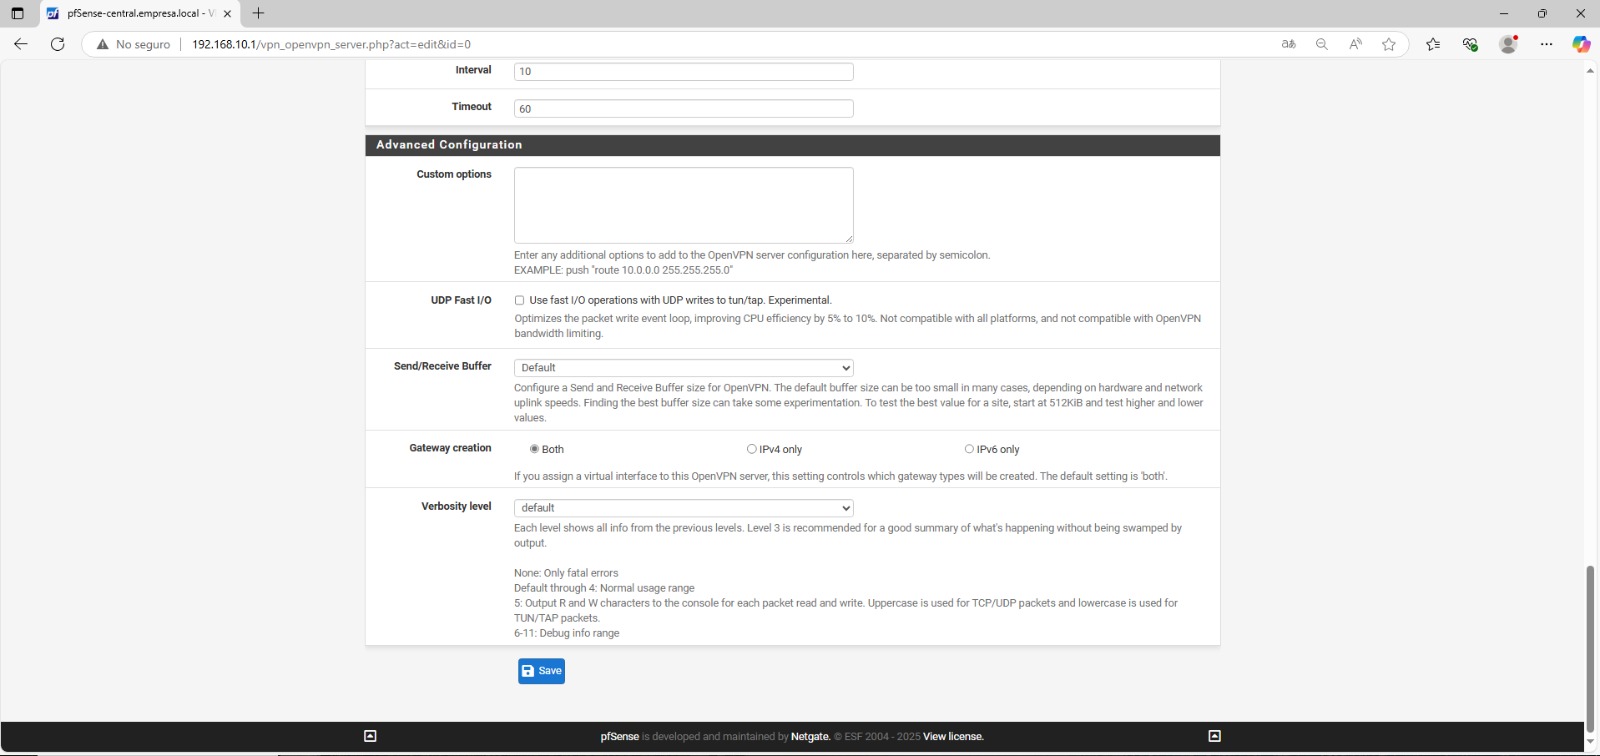 pfSense-central.empresa.local - V
No seguro
192.168.10.1/vpn_openvpn_server.php?act=edit&id=0
Interval
10
Timeout
60
Advanced Configuration
Custom options
Enter any additional options to add to the OpenVPN server configuration here, separated by semicolon.
EXAMPLE: push "route 10.0.0.0 255.255.255.0"
UDP Fast I/O
Use fast I/O operations with UDP writes to tun/tap. Experimental.
Optimizes the packet write event loop, improving CPU efficiency by 5% to 10%. Not compatible with all platforms, and not compatible with OpenVPN
bandwidth limiting.
Send/Receive Buffer
Default
Configure a Send and Receive Buffer size for OpenVPN. The default buffer size can be too small in many cases, depending on hardware and network
uplink speeds. Finding the best buffer size can take some experimentation. To test the best value for a site, start at 512KiB and test higher and lower
values.
Gateway creation
Both
IPv4 only
IPv6 only
If you assign a virtual interface to this OpenVPN server, this setting controls which gateway types will be created. The default setting is 'both'.
Verbosity level
default
Each level shows all info from the previous levels. Level 3 is recommended for a good summary of what's happening without being swamped by
output.
None: Only fatal errors
Default through 4: Normal usage range
5: Output R and W characters to the console for each packet read and write. Uppercase is used for TCP/UDP packets and lowercase is used for
TUN/TAP packets.
6-11: Debug info range
Save
pfSense is developed and maintained by Netgate. © ESF 2004 - 2025 View license.